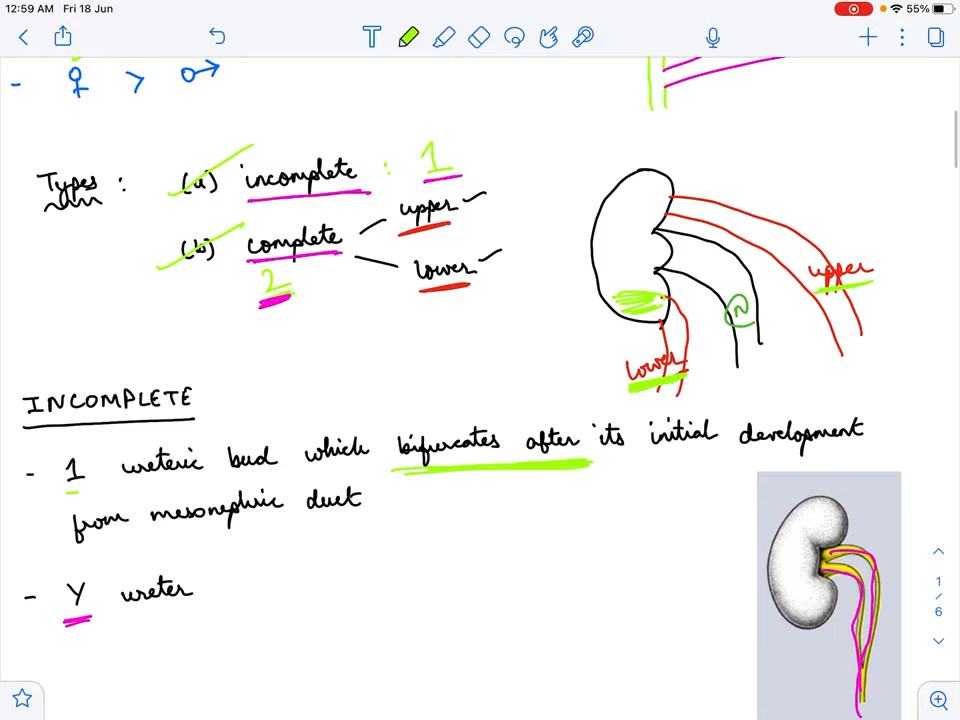 12:59 AM Fri 18 Jun 55%
T
- ♀ > ♂
Types : (a) incomplete : 1
(b) complete
2
upper
lower
upper
N
lower
INCOMPLETE
- 1 ureteric bud which bifurcates after its initial development
from mesonephric duct
- Y ureter
1
/
6